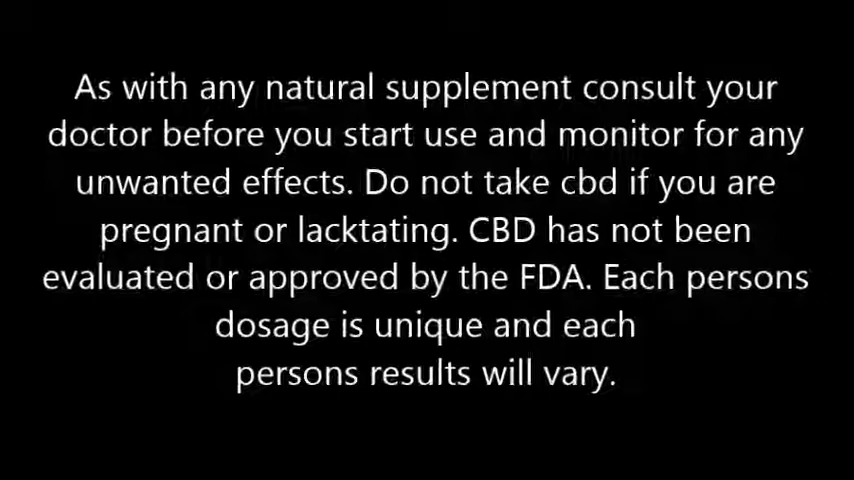 As with any natural supplement consult your
doctor before you start use and monitor for any
unwanted effects. Do not take cbd if you are
pregnant or lacktating. CBD has not been
evaluated or approved by the FDA. Each persons
dosage is unique and each
persons results will vary.